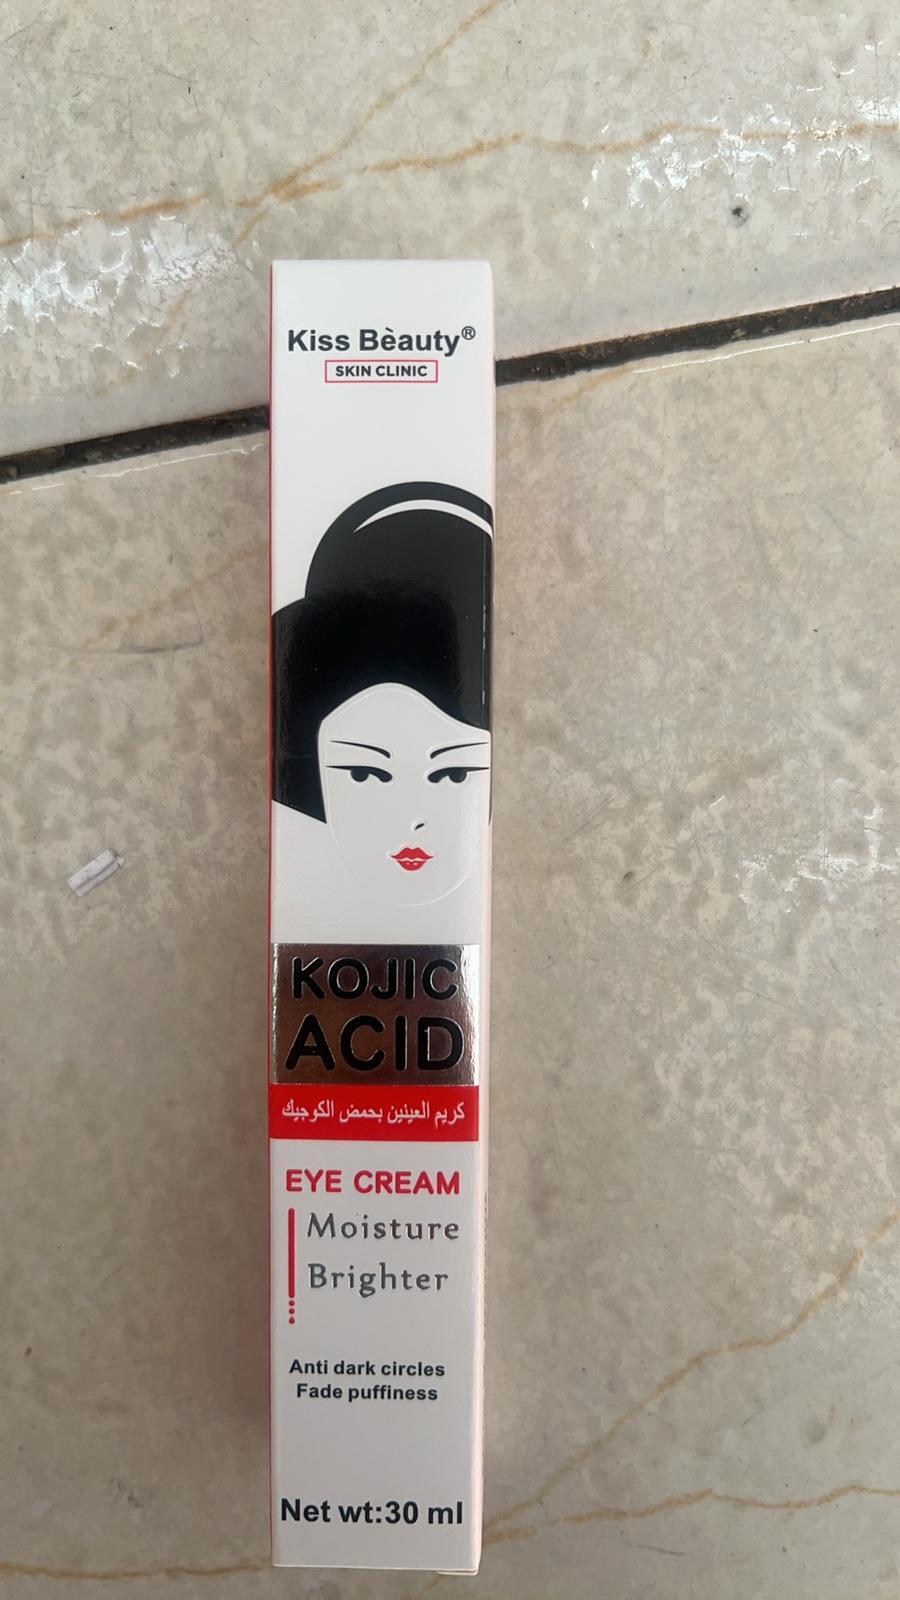 Kiss Bèauty®
SKIN CLINIC
KOJIC
ACID
كريم العينين بحمض الكوجيك
EYE CREAM
Moisture
Brighter
Anti dark circles
Fade puffiness
Net wt:30 ml